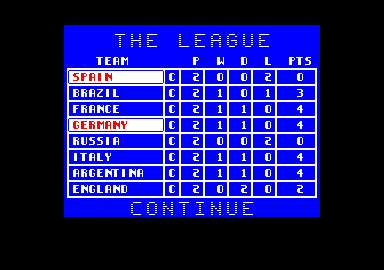 THE LEAGUE
TEAM P W D L PTS
SPAIN C 2 0 0 2 0
BRAZIL C 2 1 0 1 3
FRANCE C 2 1 1 0 4
GERMANY C 2 1 1 0 4
RUSSIA C 2 0 0 2 0
ITALY C 2 1 1 0 4
ARGENTINA C 2 1 1 0 4
ENGLAND C 2 0 2 0 2
CONTINUE